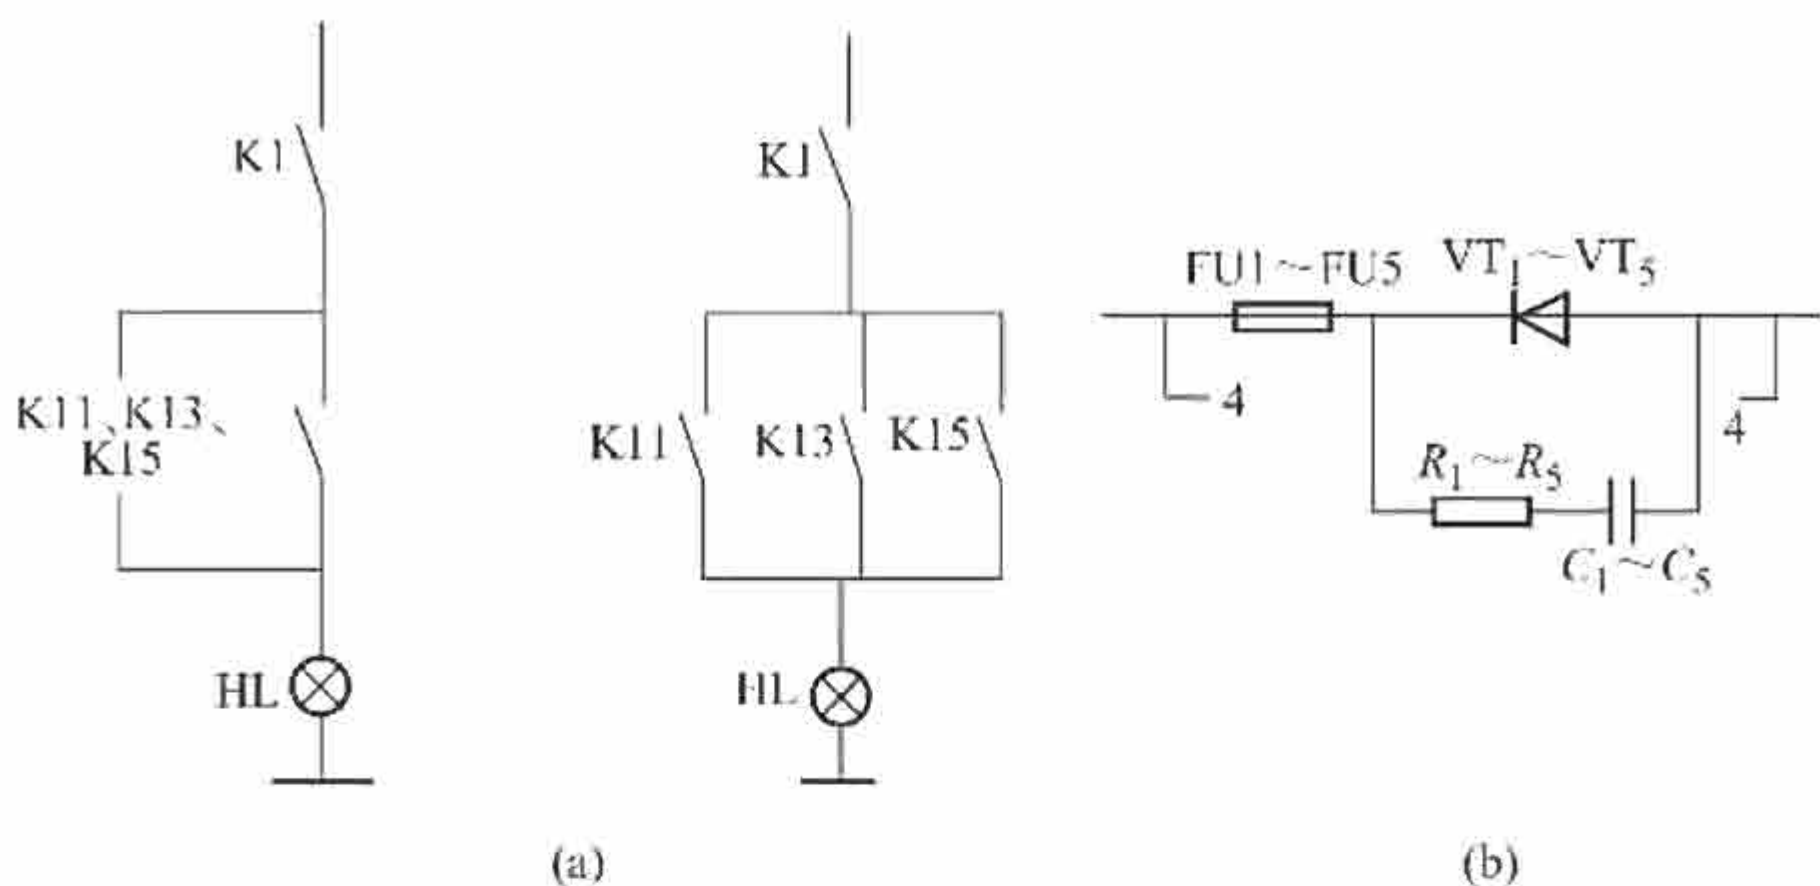 K1
K11、K13、
K15
HL
K1
K11
K13
K15
HL
(a)
FU1～FU5
VT₁～VT₅
4
4
R₁～R₅
C₁～C₅
(b)